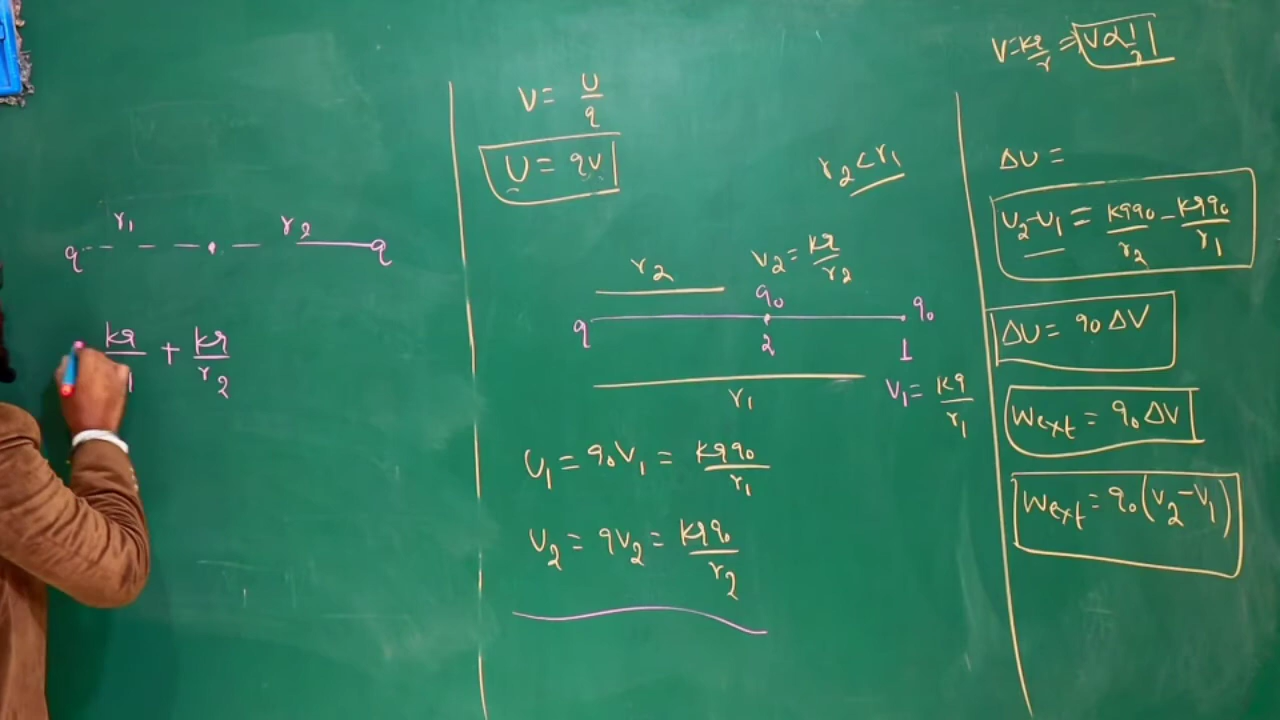 r₁ r₂
q q
kq/r₁ + kq/r₂
V = U/q
U = qV
r₂ < r₁
r₂ V₂ = kq/r₂
q q₀ q₀
2 1
r₁ V₁ = kq/r₁
U₁ = q₀V₁ = kqq₀/r₁
U₂ = qV₂ = kqq₀/r₂
V = kq/r ⇒ V ∝ 1/r
ΔU =
U₂ - U₁ = kqq₀/r₂ - kqq₀/r₁
ΔU = q₀ΔV
Wext = q₀ΔV
Wext = q₀(V₂ - V₁)